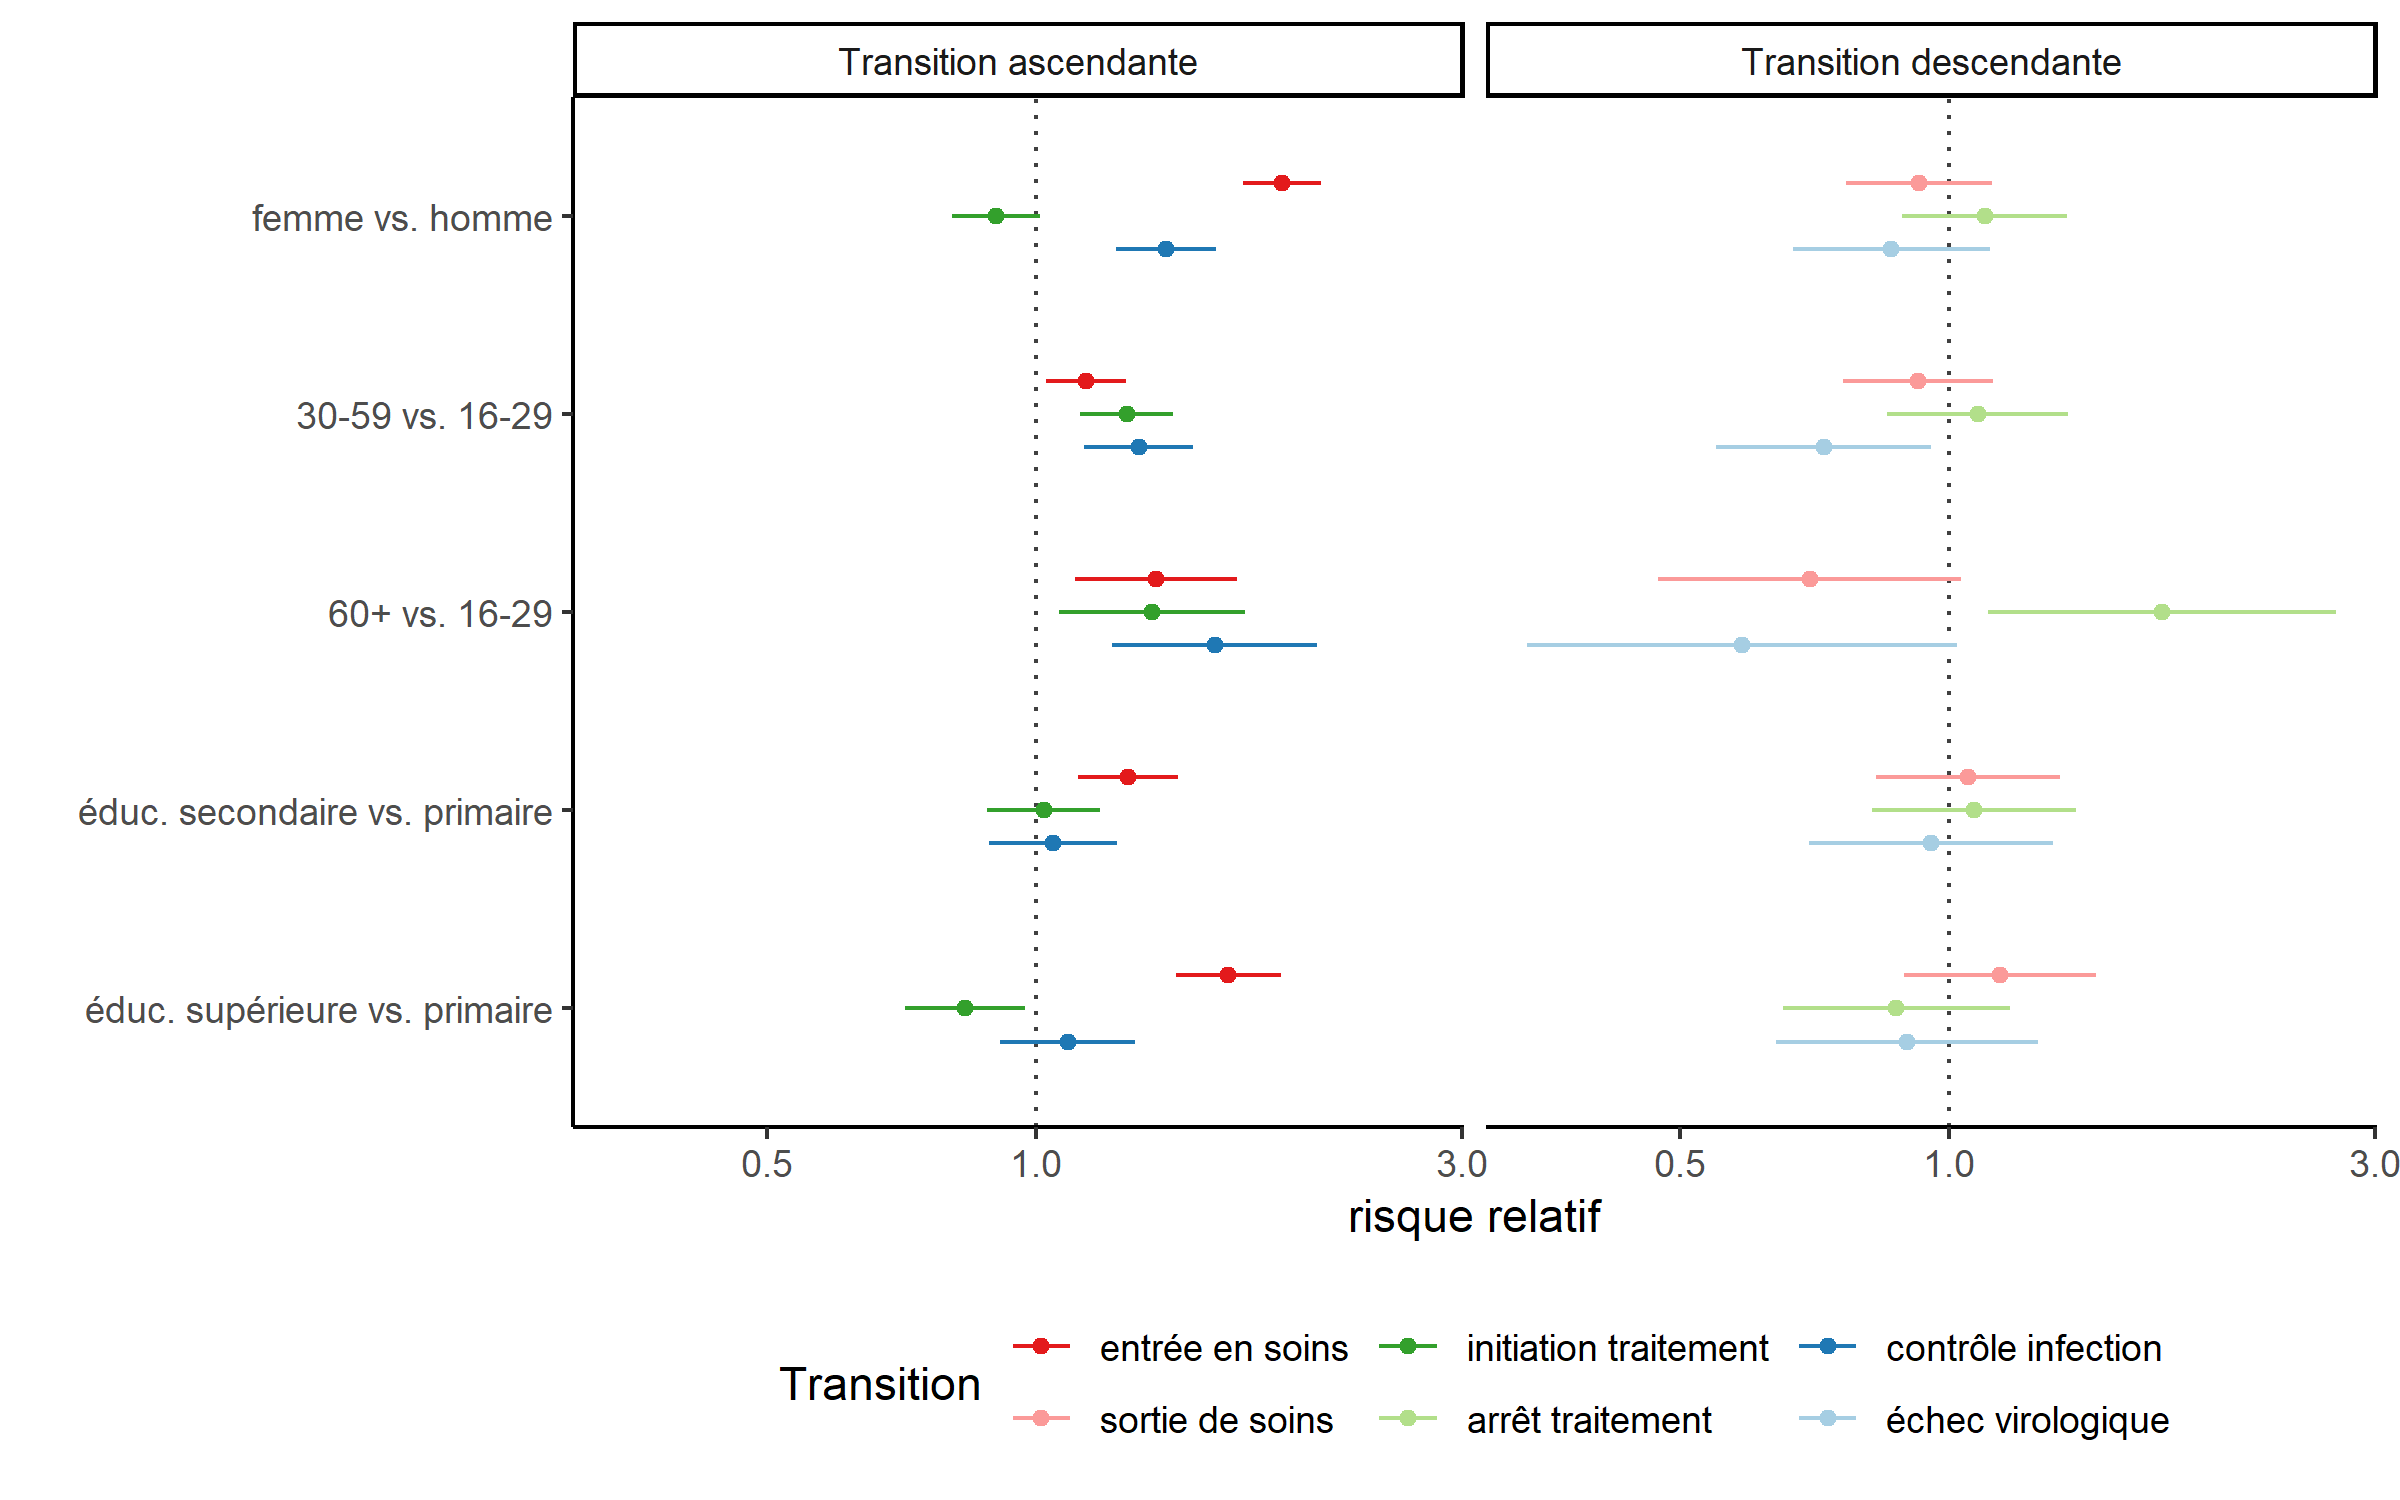 Transition ascendante
Transition descendante
femme vs. homme
30-59 vs. 16-29
60+ vs. 16-29
éduc. secondaire vs. primaire
éduc. supérieure vs. primaire
0.5 1.0 3.0
0.5 1.0 3.0
risque relatif
Transition
entrée en soins
initiation traitement
contrôle infection
sortie de soins
arrêt traitement
échec virologique